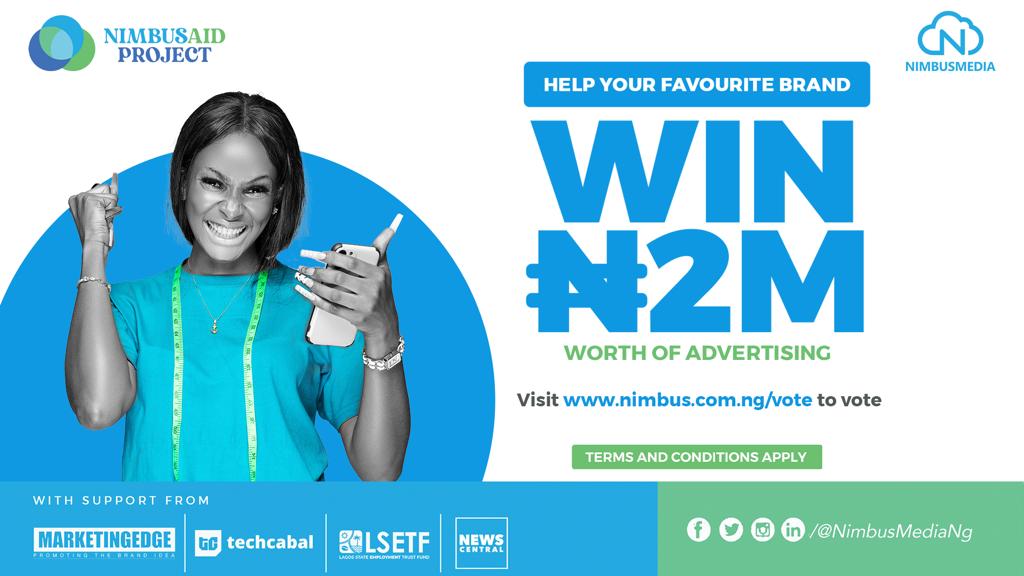 NIMBUSAID
PROJECT
NIMBUSMEDIA
HELP YOUR FAVOURITE BRAND
WIN
₦2M
WORTH OF ADVERTISING
Visit www.nimbus.com.ng/vote to vote
TERMS AND CONDITIONS APPLY
WITH SUPPORT FROM
MARKETINGEDGE
PROMOTING THE BRAND IDEA
TC techcabal
LSETF
LAGOS STATE EMPLOYMENT TRUST FUND
NEWS
CENTRAL
/@NimbusMediaNg